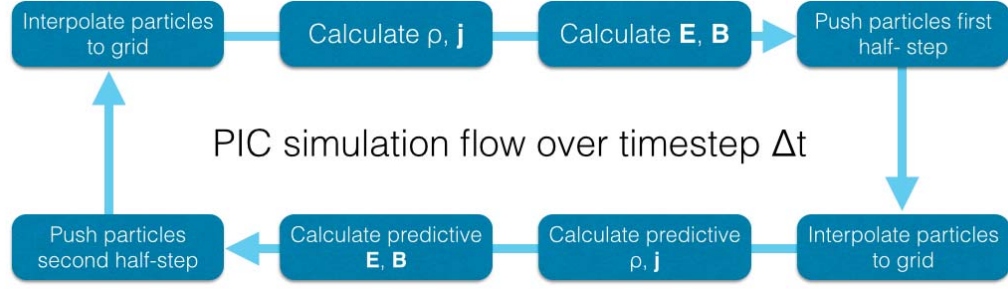 Interpolate particles
to grid
Calculate ρ, j
Calculate E, B
Push particles first
half- step
PIC simulation flow over timestep Δt
Push particles
second half-step
Calculate predictive
E, B
Calculate predictive
ρ, j
Interpolate particles
to grid